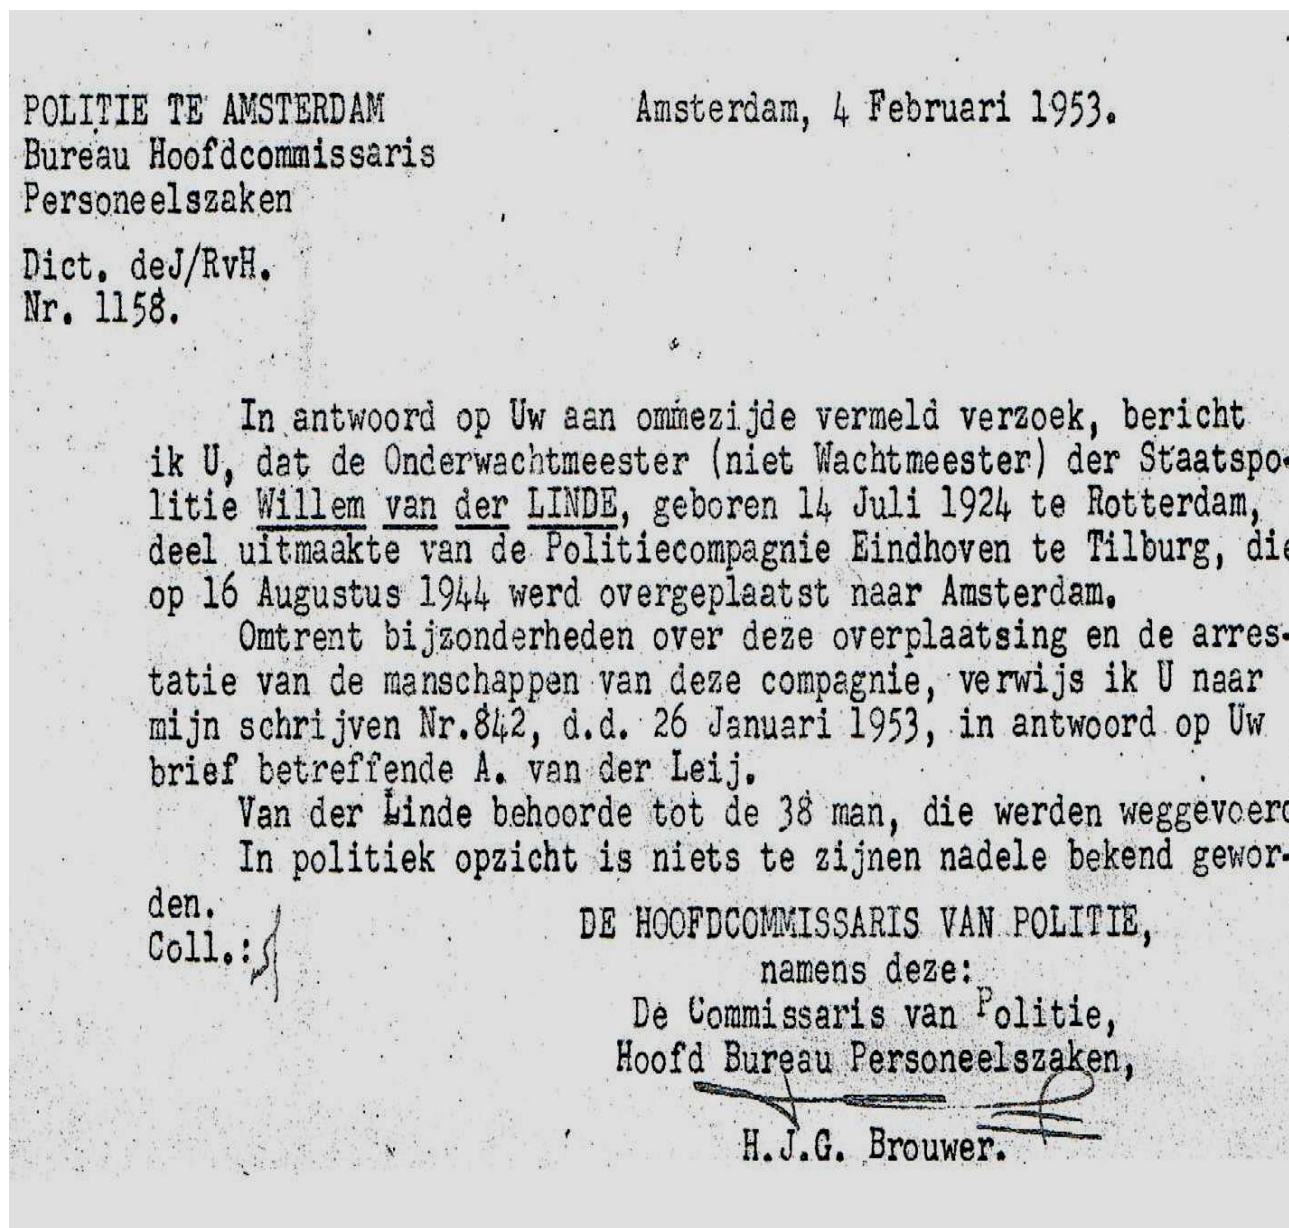 POLITIE TE AMSTERDAM
Amsterdam, 4 Februari 1953.
Bureau Hoofdcommissaris
Personeelszaken
Dict. deJ/RvH.
Nr. 1158.
In antwoord op Uw aan ommezijde vermeld verzoek, bericht
ik U, dat de Onderwachtmeester (niet Wachtmeester) der Staatspo-
litie Willem van der LINDE, geboren 14 Juli 1924 te Rotterdam,
deel uitmaakte van de Politiecompagnie Eindhoven te Tilburg, die
op 16 Augustus 1944 werd overgeplaatst naar Amsterdam.
Omtrent bijzonderheden over deze overplaatsing en de arres-
tatie van de manschappen van deze compagnie, verwijs ik U naar
mijn schrijven Nr.842, d.d. 26 Januari 1953, in antwoord op Uw
brief betreffende A. van der Leij.
Van der Linde behoorde tot de 38 man, die werden weggevoerd
In politiek opzicht is niets te zijnen nadele bekend gewor-
den.
Coll.:
DE HOOFDCOMMISSARIS VAN POLITIE,
namens deze:
De Commissaris van Politie,
Hoofd Bureau Personeelszaken,
H.J.G. Brouwer.